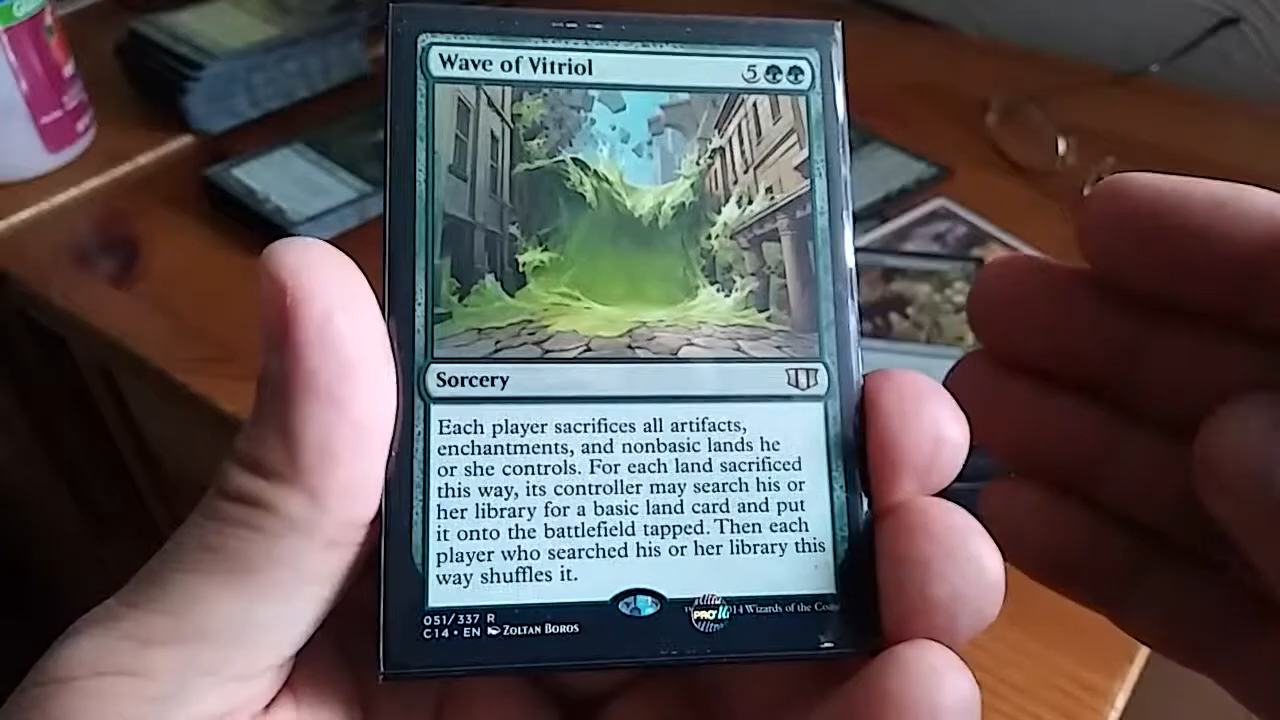 Wave of Vitriol 5
Sorcery
Each player sacrifices all artifacts,
enchantments, and nonbasic lands he
or she controls. For each land sacrificed
this way, its controller may search his or
her library for a basic land card and put
it onto the battlefield tapped. Then each
player who searched his or her library this
way shuffles it.
051/337 R
C14 • EN Zoltan Boros
PRO
14 Wizards of the